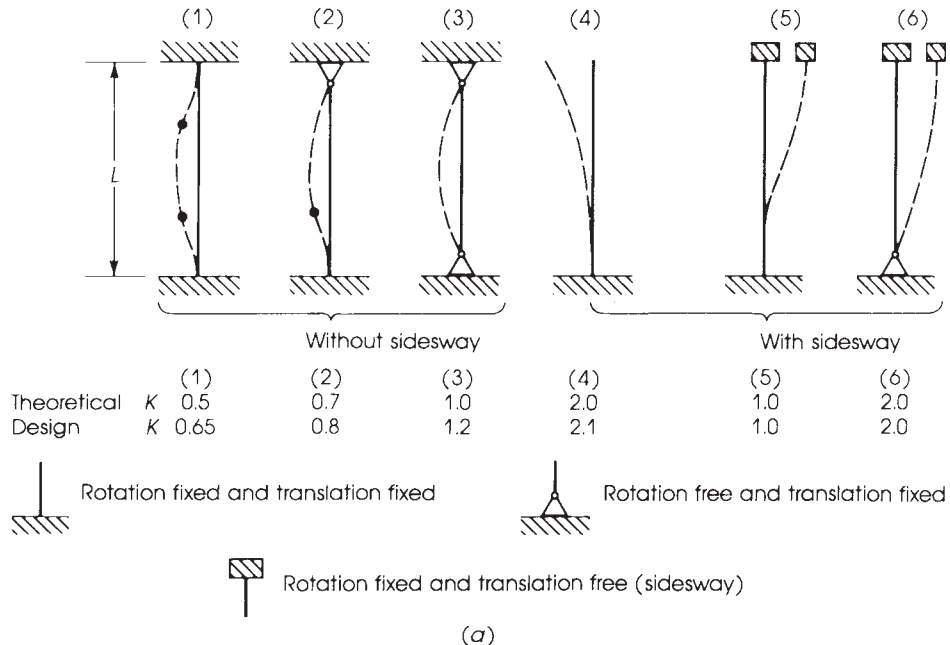 (1) (2) (3) (4) (5) (6)
L
Without sidesway With sidesway
(1) (2) (3) (4) (5) (6)
Theoretical K 0.5 0.7 1.0 2.0 1.0 2.0
Design K 0.65 0.8 1.2 2.1 1.0 2.0
Rotation fixed and translation fixed Rotation free and translation fixed
Rotation fixed and translation free (sidesway)
(a)